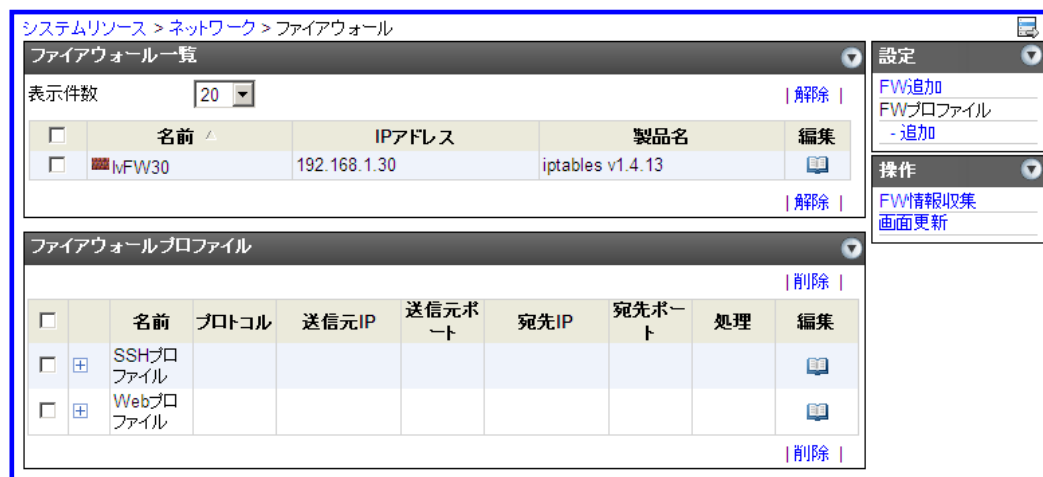 システムリソース > ネットワーク > ファイアウォール
ファイアウォール一覧
表示件数 20
| 解除 |
名前 IPアドレス 製品名 編集
lvFW30 192.168.1.30 iptables v1.4.13
| 解除 |
ファイアウォールプロファイル
| 削除 |
名前 プロトコル 送信元IP 送信元ポート 宛先IP 宛先ポート 処理 編集
SSHプロ
ファイル
Webプロ
ファイル
| 削除 |
設定
FW追加
FWプロファイル
- 追加
操作
FW情報収集
画面更新